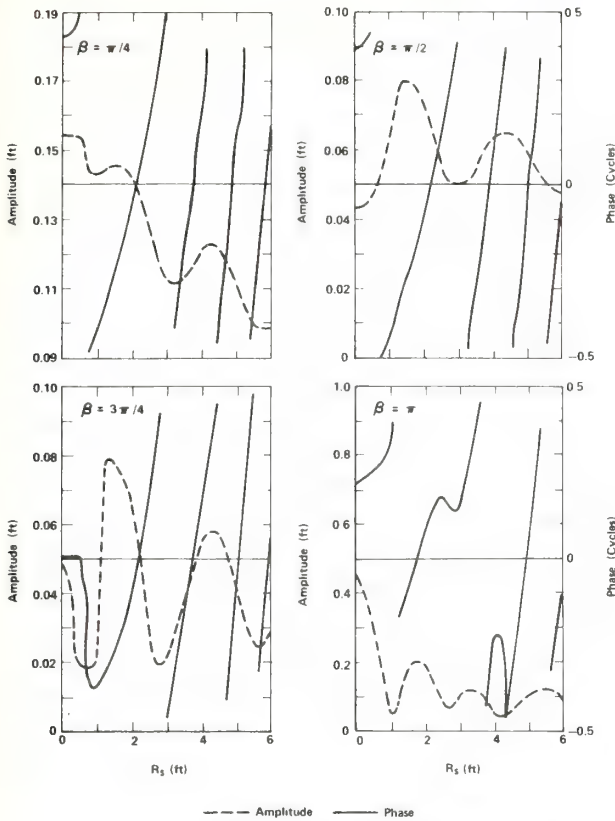 0.19
β = π/4
0.17
0.15
0.13
0.11
0.09
Amplitude (ft)
0.10
β = π/2
0.08
0.06
0.04
0.02
0
Amplitude (ft)
0 5
0
−0.5
Phase (Cycles)
0.10
β = 3π/4
0.08
0.06
0.04
0.02
0
Amplitude (ft)
0 2 4 6
R_s (ft)
1.0
β = π
0.8
0.6
0.4
0.2
0
Amplitude (ft)
0.5
0
−0.5
Phase (Cycles)
0 2 4 6
R_s (ft)
Amplitude
Phase